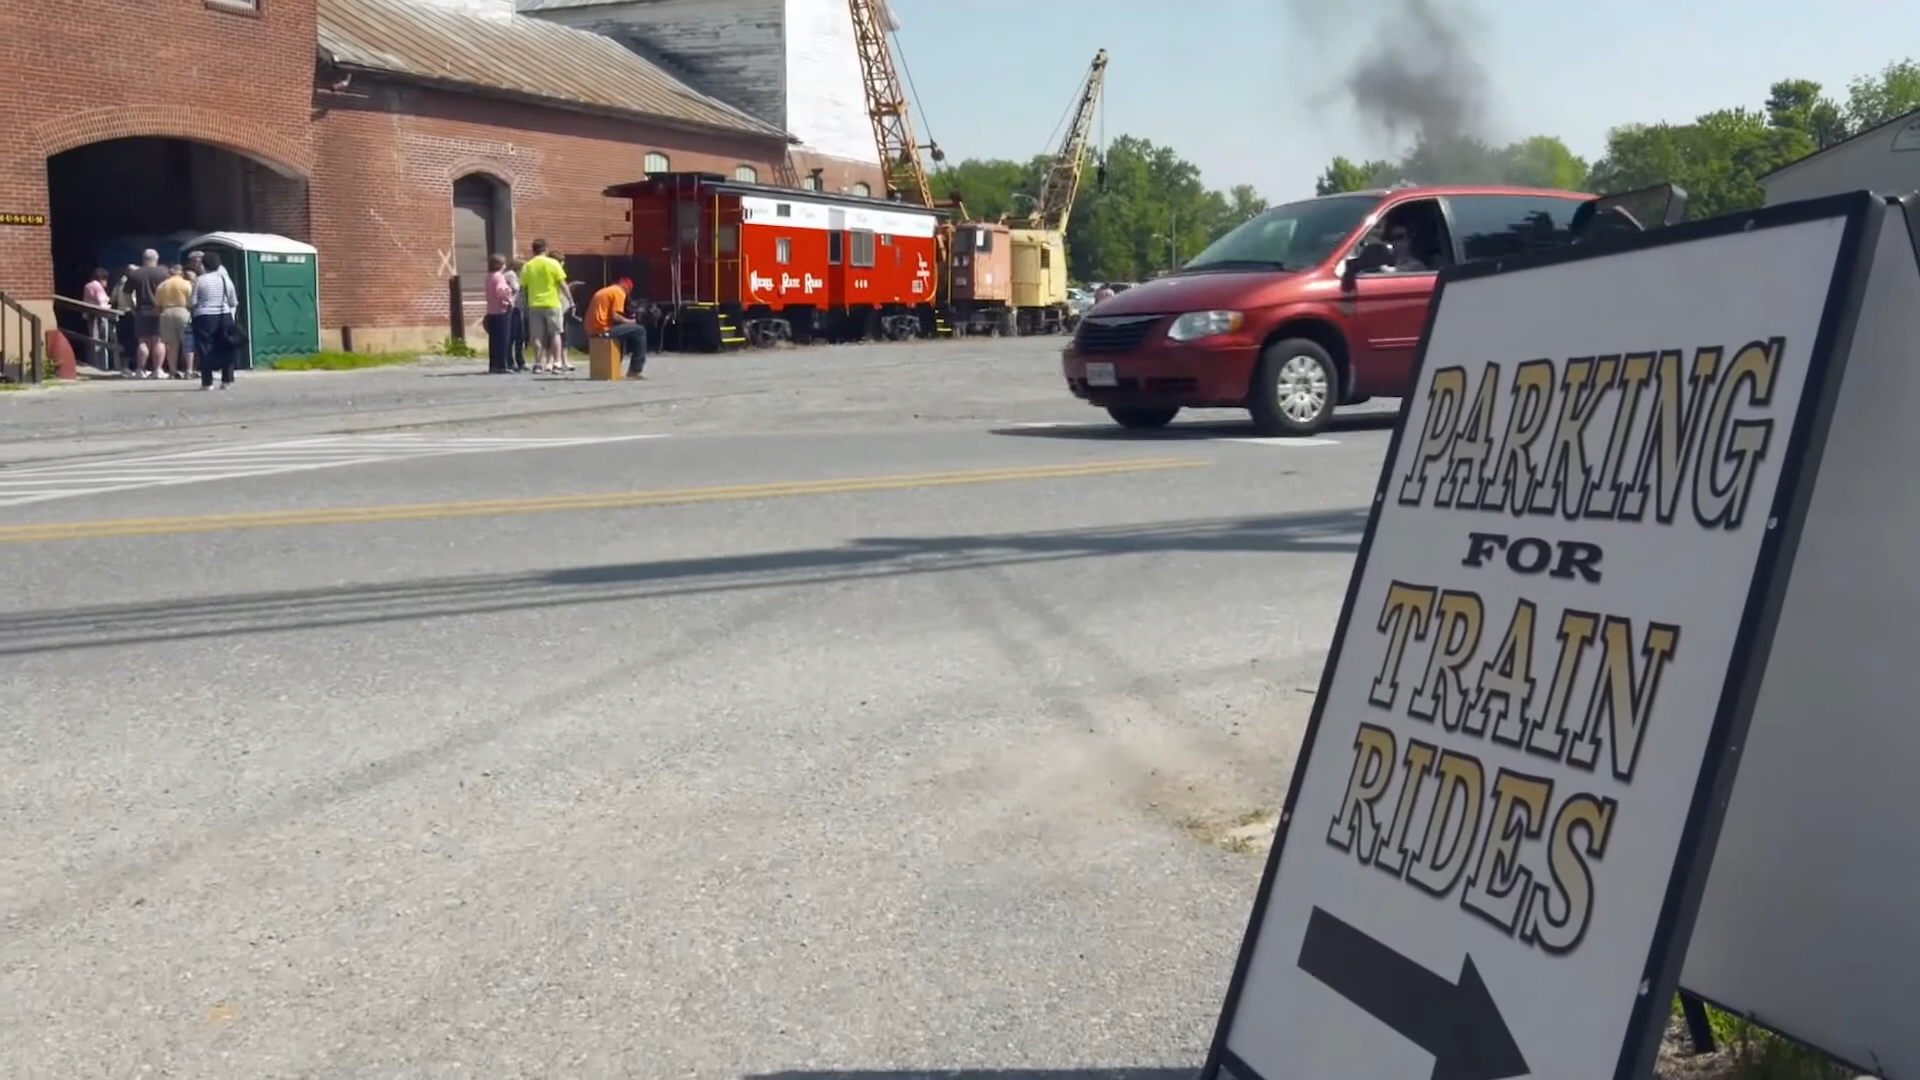 MUSEUM
NICKEL PLATE ROAD
PARKING
FOR
TRAIN
RIDES